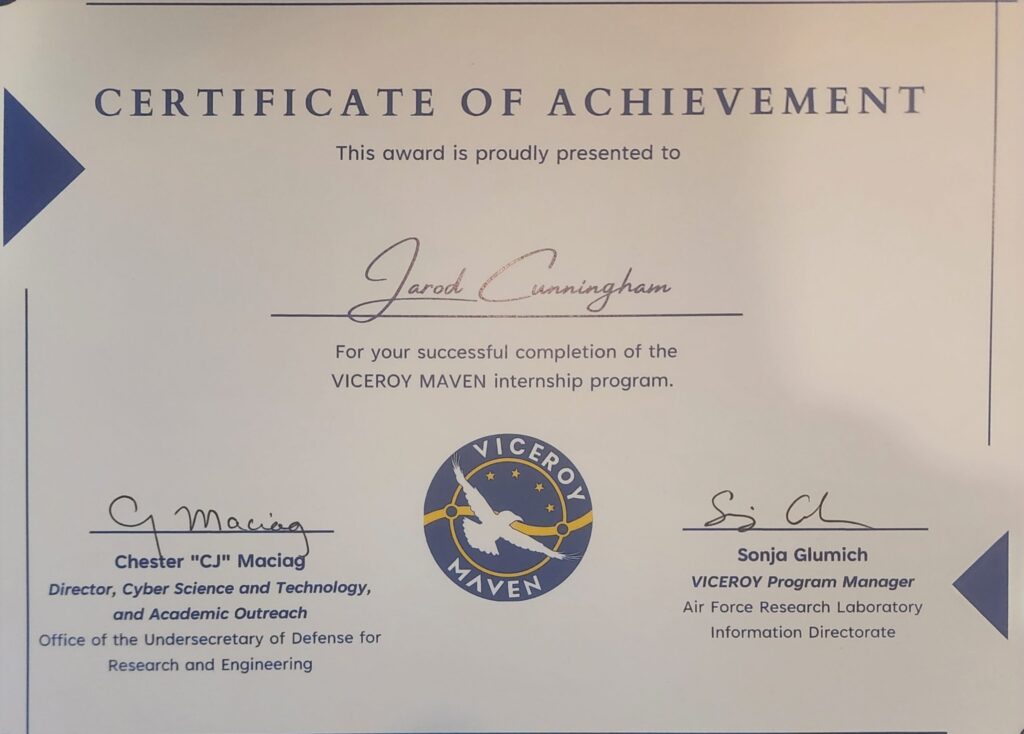 CERTIFICATE OF ACHIEVEMENT
This award is proudly presented to
Jarod Cunningham
For your successful completion of the
VICEROY MAVEN internship program.
VICEROY
MAVEN
CJ Maciag
Chester "CJ" Maciag
Director, Cyber Science and Technology,
and Academic Outreach
Office of the Undersecretary of Defense for
Research and Engineering
Sonja Glumich
VICEROY Program Manager
Air Force Research Laboratory
Information Directorate